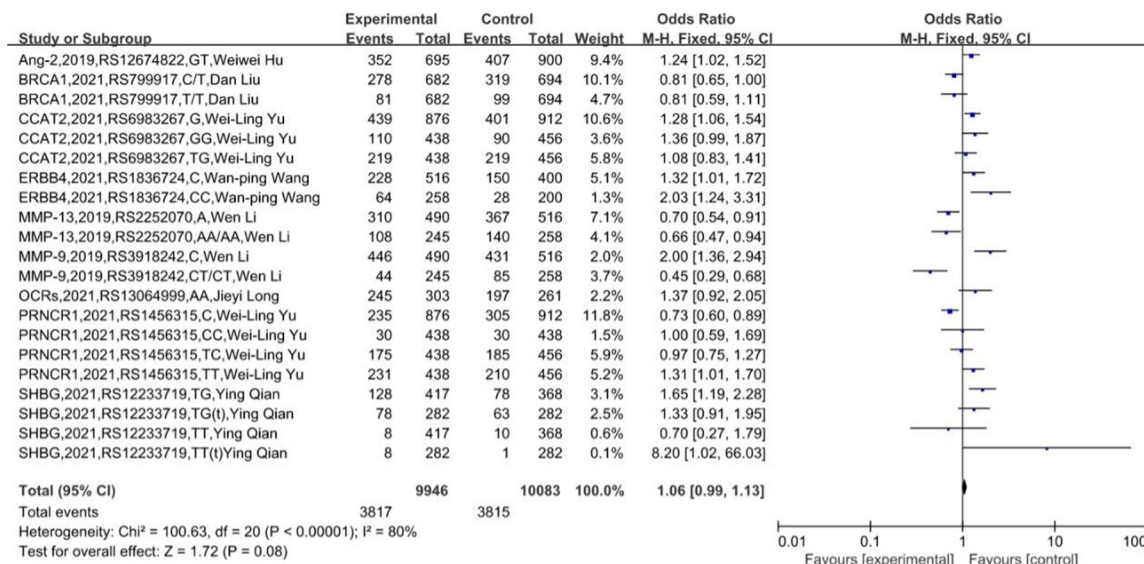 Experimental Control Odds Ratio Odds Ratio
Study or Subgroup Events Total Events Total Weight M-H, Fixed, 95% CI M-H, Fixed, 95% CI
Ang-2,2019,RS12674822,GT,Weiwei Hu 352 695 407 900 9.4% 1.24 [1.02, 1.52]
BRCA1,2021,RS799917,C/T,Dan Liu 278 682 319 694 10.1% 0.81 [0.65, 1.00]
BRCA1,2021,RS799917,T/T,Dan Liu 81 682 99 694 4.7% 0.81 [0.59, 1.11]
CCAT2,2021,RS6983267,G,Wei-Ling Yu 439 876 401 912 10.6% 1.28 [1.06, 1.54]
CCAT2,2021,RS6983267,GG,Wei-Ling Yu 110 438 90 456 3.6% 1.36 [0.99, 1.87]
CCAT2,2021,RS6983267,TG,Wei-Ling Yu 219 438 219 456 5.8% 1.08 [0.83, 1.41]
ERBB4,2021,RS1836724,C,Wan-ping Wang 228 516 150 400 5.1% 1.32 [1.01, 1.72]
ERBB4,2021,RS1836724,CC,Wan-ping Wang 64 258 28 200 1.3% 2.03 [1.24, 3.31]
MMP-13,2019,RS2252070,A,Wen Li 310 490 367 516 7.1% 0.70 [0.54, 0.91]
MMP-13,2019,RS2252070,AA/AA,Wen Li 108 245 140 258 4.1% 0.66 [0.47, 0.94]
MMP-9,2019,RS3918242,C,Wen Li 446 490 431 516 2.0% 2.00 [1.36, 2.94]
MMP-9,2019,RS3918242,CT/CT,Wen Li 44 245 85 258 3.7% 0.45 [0.29, 0.68]
OCRs,2021,RS13064999,AA,Jieyi Long 245 303 197 261 2.2% 1.37 [0.92, 2.05]
PRNCR1,2021,RS1456315,C,Wei-Ling Yu 235 876 305 912 11.8% 0.73 [0.60, 0.89]
PRNCR1,2021,RS1456315,CC,Wei-Ling Yu 30 438 30 438 1.5% 1.00 [0.59, 1.69]
PRNCR1,2021,RS1456315,TC,Wei-Ling Yu 175 438 185 456 5.9% 0.97 [0.75, 1.27]
PRNCR1,2021,RS1456315,TT,Wei-Ling Yu 231 438 210 456 5.2% 1.31 [1.01, 1.70]
SHBG,2021,RS12233719,TG,Ying Qian 128 417 78 368 3.1% 1.65 [1.19, 2.28]
SHBG,2021,RS12233719,TG(t),Ying Qian 78 282 63 282 2.5% 1.33 [0.91, 1.95]
SHBG,2021,RS12233719,TT,Ying Qian 8 417 10 368 0.6% 0.70 [0.27, 1.79]
SHBG,2021,RS12233719,TT(t)Ying Qian 8 282 1 282 0.1% 8.20 [1.02, 66.03]
Total (95% CI) 9946 10083 100.0% 1.06 [0.99, 1.13]
Total events 3817 3815
Heterogeneity: Chi² = 100.63, df = 20 (P < 0.00001); I² = 80%
Test for overall effect: Z = 1.72 (P = 0.08)
0.01 0.1 1 10 100
Favours [experimental] Favours [control]